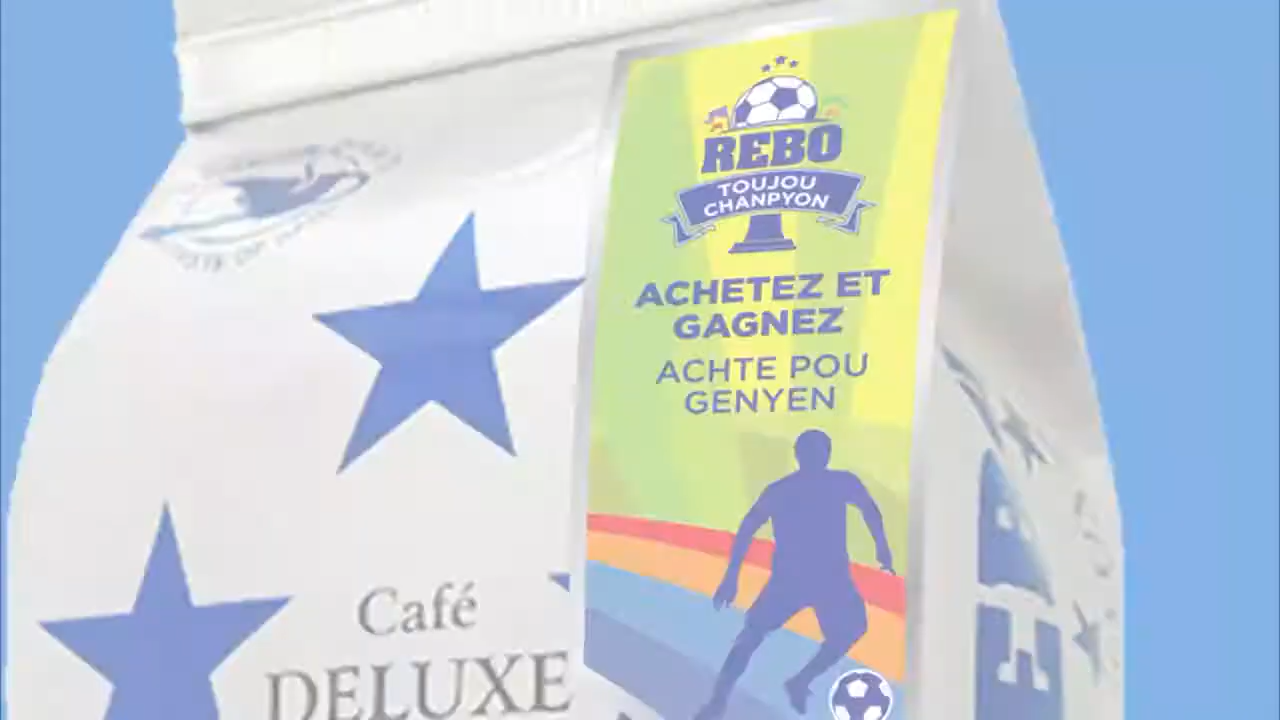 REBO
TOUJOU
CHANPYON
ACHETEZ ET
GAGNEZ
ACHTE POU
GENYEN
Café
DELUXE